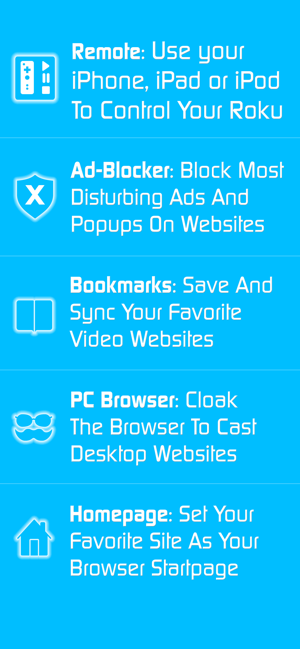 Remote: Use your
iPhone, iPad or iPod
To Control Your Roku
Ad-Blocker: Block Most
Disturbing Ads And
Popups On Websites
Bookmarks: Save And
Sync Your Favorite
Video Websites
PC Browser: Cloak
The Browser To Cast
Desktop Websites
Homepage: Set Your
Favorite Site As Your
Browser Startpage